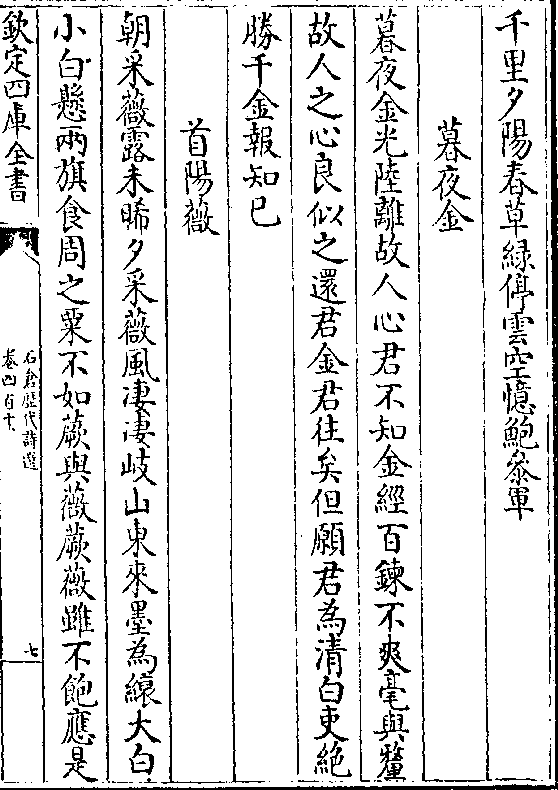 千里夕陽春草緑停雲空憶鮑叅軍
暮夜金
暮夜金光陸離故人心君不知金經百鍊不爽毫與釐
故人之心良似之還君金君往矣但願君為清白吏絶
勝千金報知已
首陽薇
朝采薇露未晞夕采薇風凄凄岐山東來墨為縗大白
小白懸兩旗食周之粟不如蕨與薇蕨薇雖不飽應是
欽定四庫全書
石倉歴代詩選
卷四百十
七